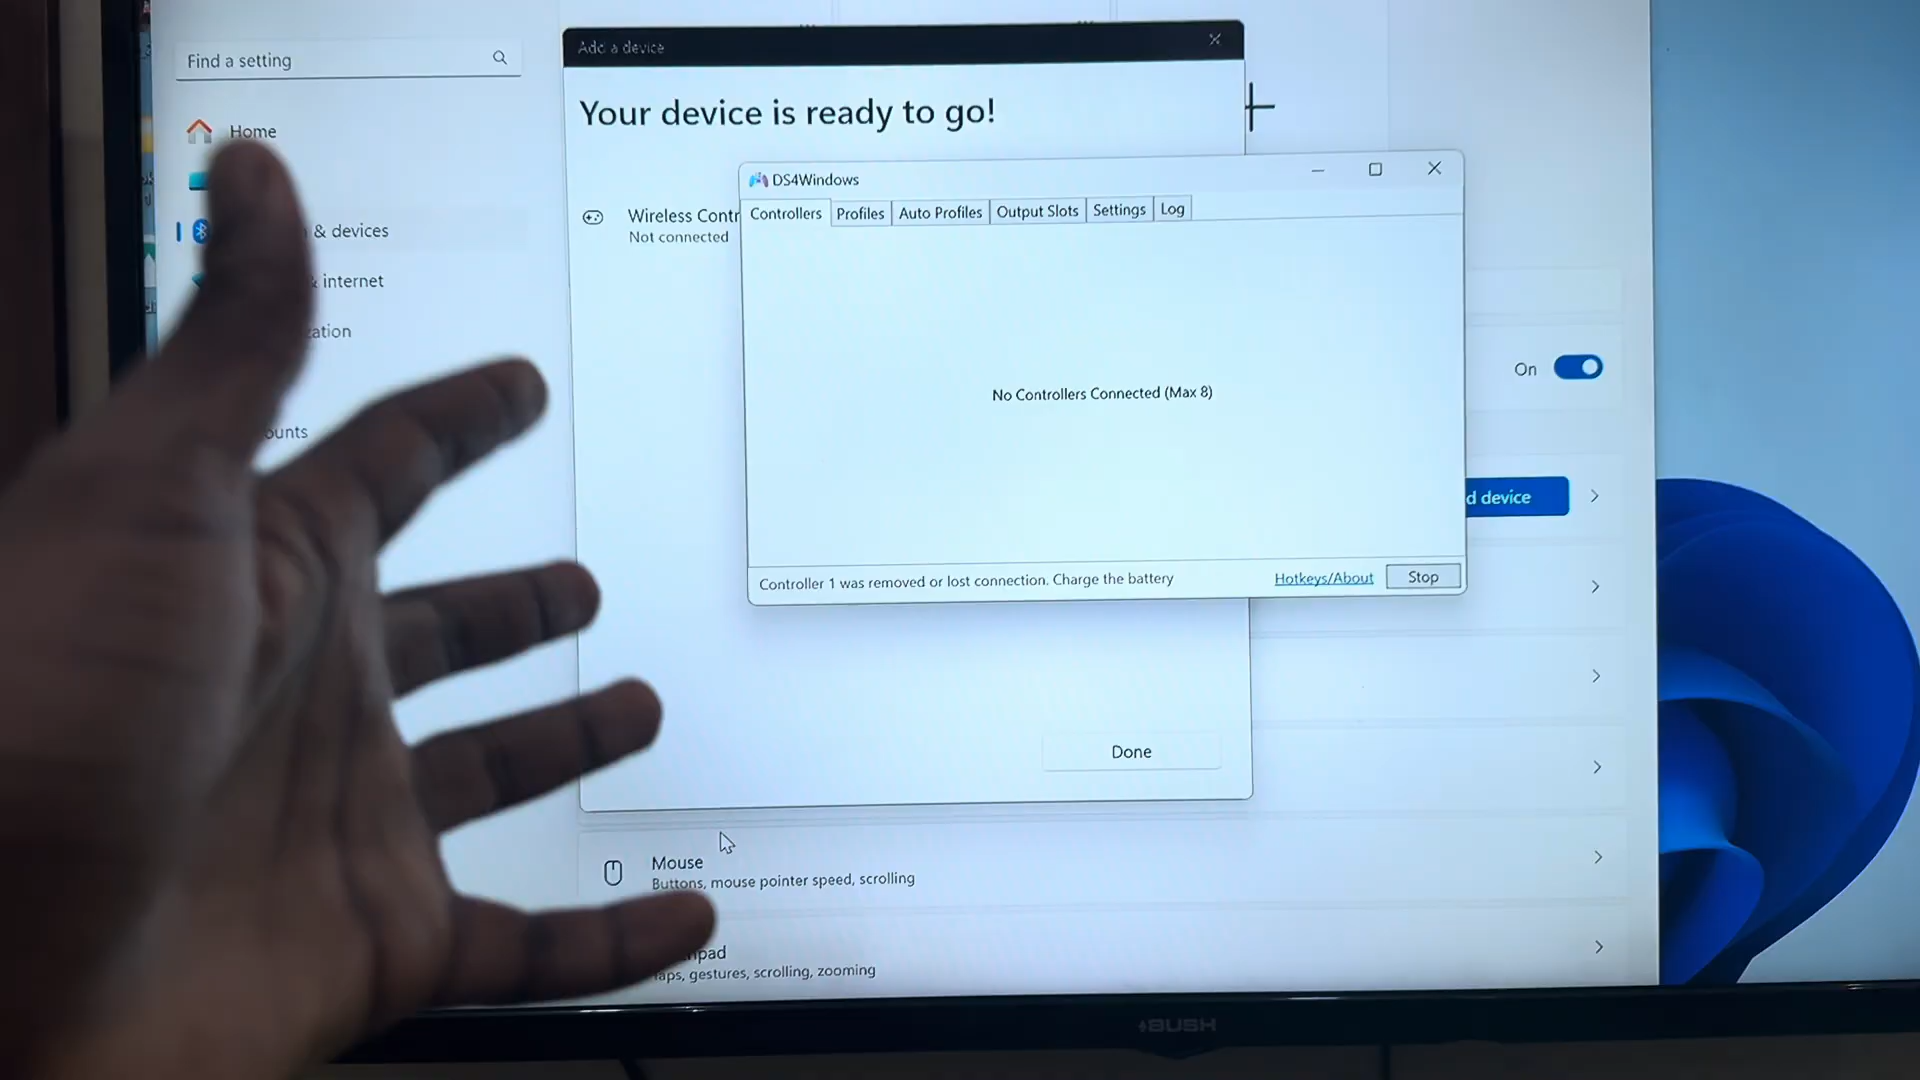 Find a setting
Home
& devices
& internet
Add a device
Your device is ready to go!
Wireless Contr
Not connected
DS4Windows
Controllers
Profiles
Auto Profiles
Output Slots
Settings
Log
No Controllers Connected (Max 8)
Controller 1 was removed or lost connection. Charge the battery
Hotkeys/About
Stop
On
d device
Done
Mouse
Buttons, mouse pointer speed, scrolling
pad
taps, gestures, scrolling, zooming
BUSH